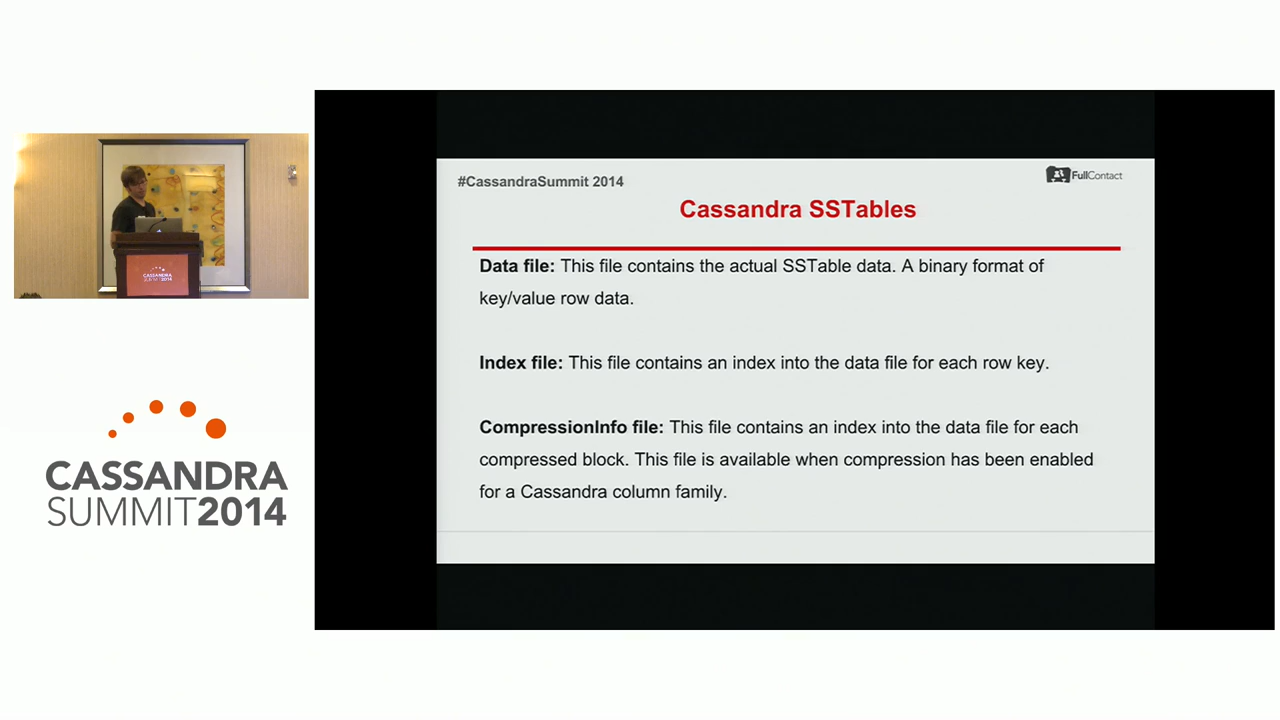 #CassandraSummit 2014
FullContact
Cassandra SSTables
Data file: This file contains the actual SSTable data. A binary format of
key/value row data.
Index file: This file contains an index into the data file for each row key.
CompressionInfo file: This file contains an index into the data file for each
compressed block. This file is available when compression has been enabled
for a Cassandra column family.
CASSANDRA
SUMMIT 2014
CASSANDRA
SUMMIT2014